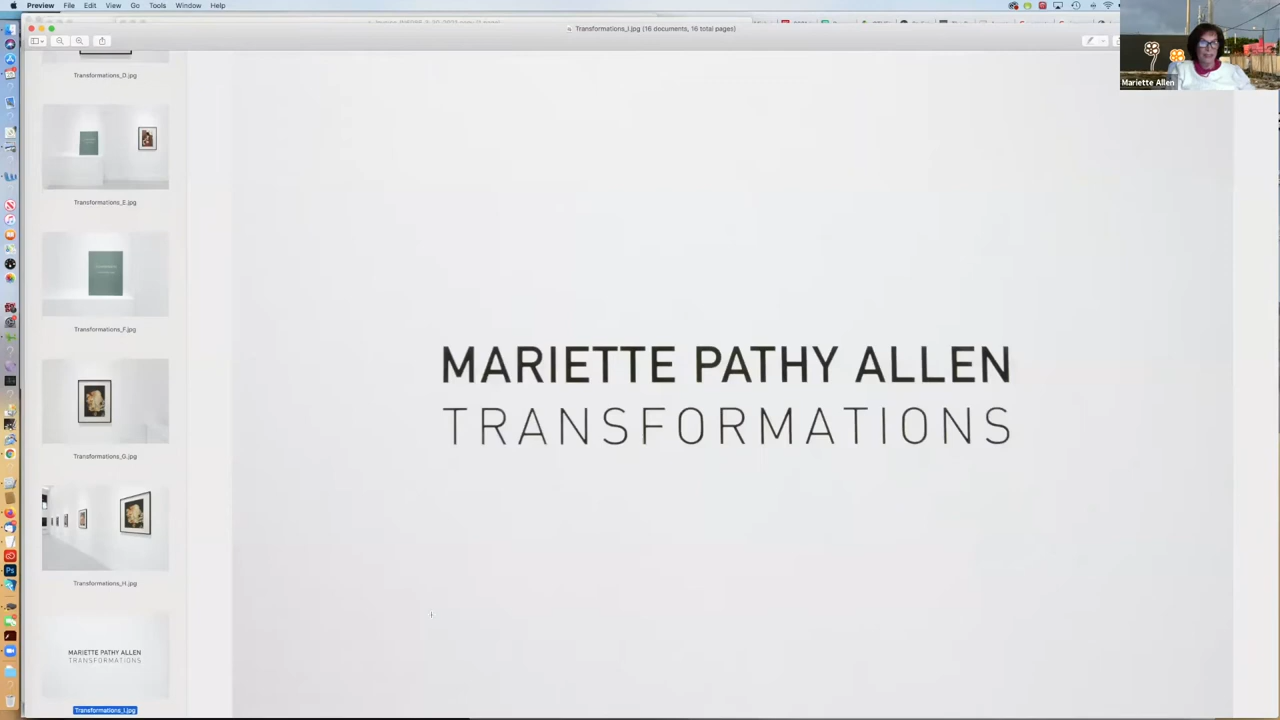 Preview File Edit View Go Tools Window Help
Transformations_I.jpg (16 documents, 16 total pages)
Mariette Allen
Transformations_D.jpg
Transformations_E.jpg
Transformations_F.jpg
Transformations_G.jpg
Transformations_H.jpg
MARIETTE PATHY ALLEN
TRANSFORMATIONS
Transformations_I.jpg
MARIETTE PATHY ALLEN
TRANSFORMATIONS